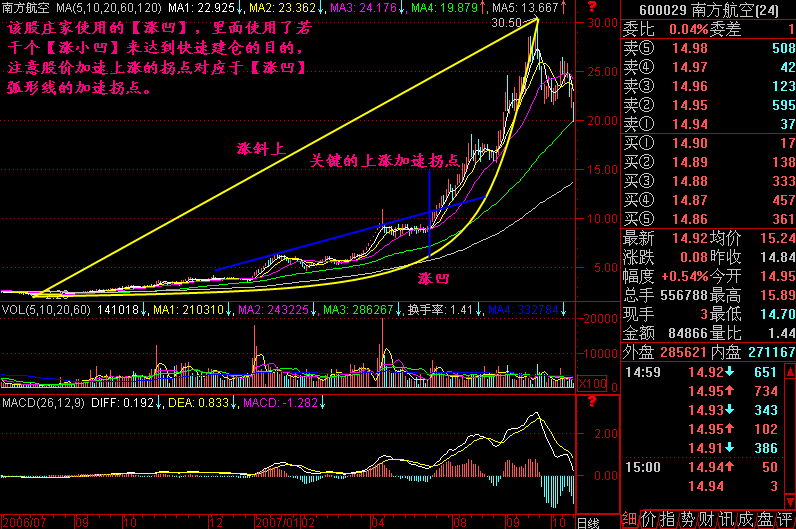 南方航空 MA(5,10,20,60,120) MA1: 22.925↓, MA2: 23.362↓, MA3: 24.176↓, MA4: 19.879↑, MA5: 13.667↑ ?
该股庄家使用的【涨凹】，里面使用了若
干个【涨小凹】来达到快速建仓的目的，
注意股价加速上涨的拐点对应于【涨凹】
弧形线的加速拐点。
30.50
30.00
25.00
20.00
15.00
10.00
5.00
涨斜上
关键的上涨加速拐点
涨凹
VOL(5,10,20,60) 141018↓, MA1: 210310↓, MA2: 243225↓, MA3: 286267↓, 换手率: 1.41↓, MA4: 332784↓
20000
10000
X100
0
MACD(26,12,9) DIFF: 0.192↓, DEA: 0.833↓, MACD: -1.282↓ ?
2.00
0.00
2006/07 09 10 12 2007/01 02 04 08 09 10 日线
600029 南方航空[24]
委比 0.04% 委差 1
卖⑤ 14.98 508
卖④ 14.97 42
卖③ 14.96 123
卖② 14.95 595
卖① 14.94 37
买① 14.90 17
买② 14.89 138
买③ 14.88 333
买④ 14.87 457
买⑤ 14.86 361
最新 14.92 均价 15.24
涨跌 0.08 昨收 14.84
幅度 +0.54% 今开 14.95
总手 556788 最高 15.89
现手 3 最低 14.70
金额 84866 量比 1.44
外盘 285621 内盘 271167
14:59 14.92↓ 651
14.95↑ 734
14.93↓ 343
14.95↑ 102
14.91↓ 386
15:00 14.94↑ 50
14.94 3
细价指势财讯成盘评